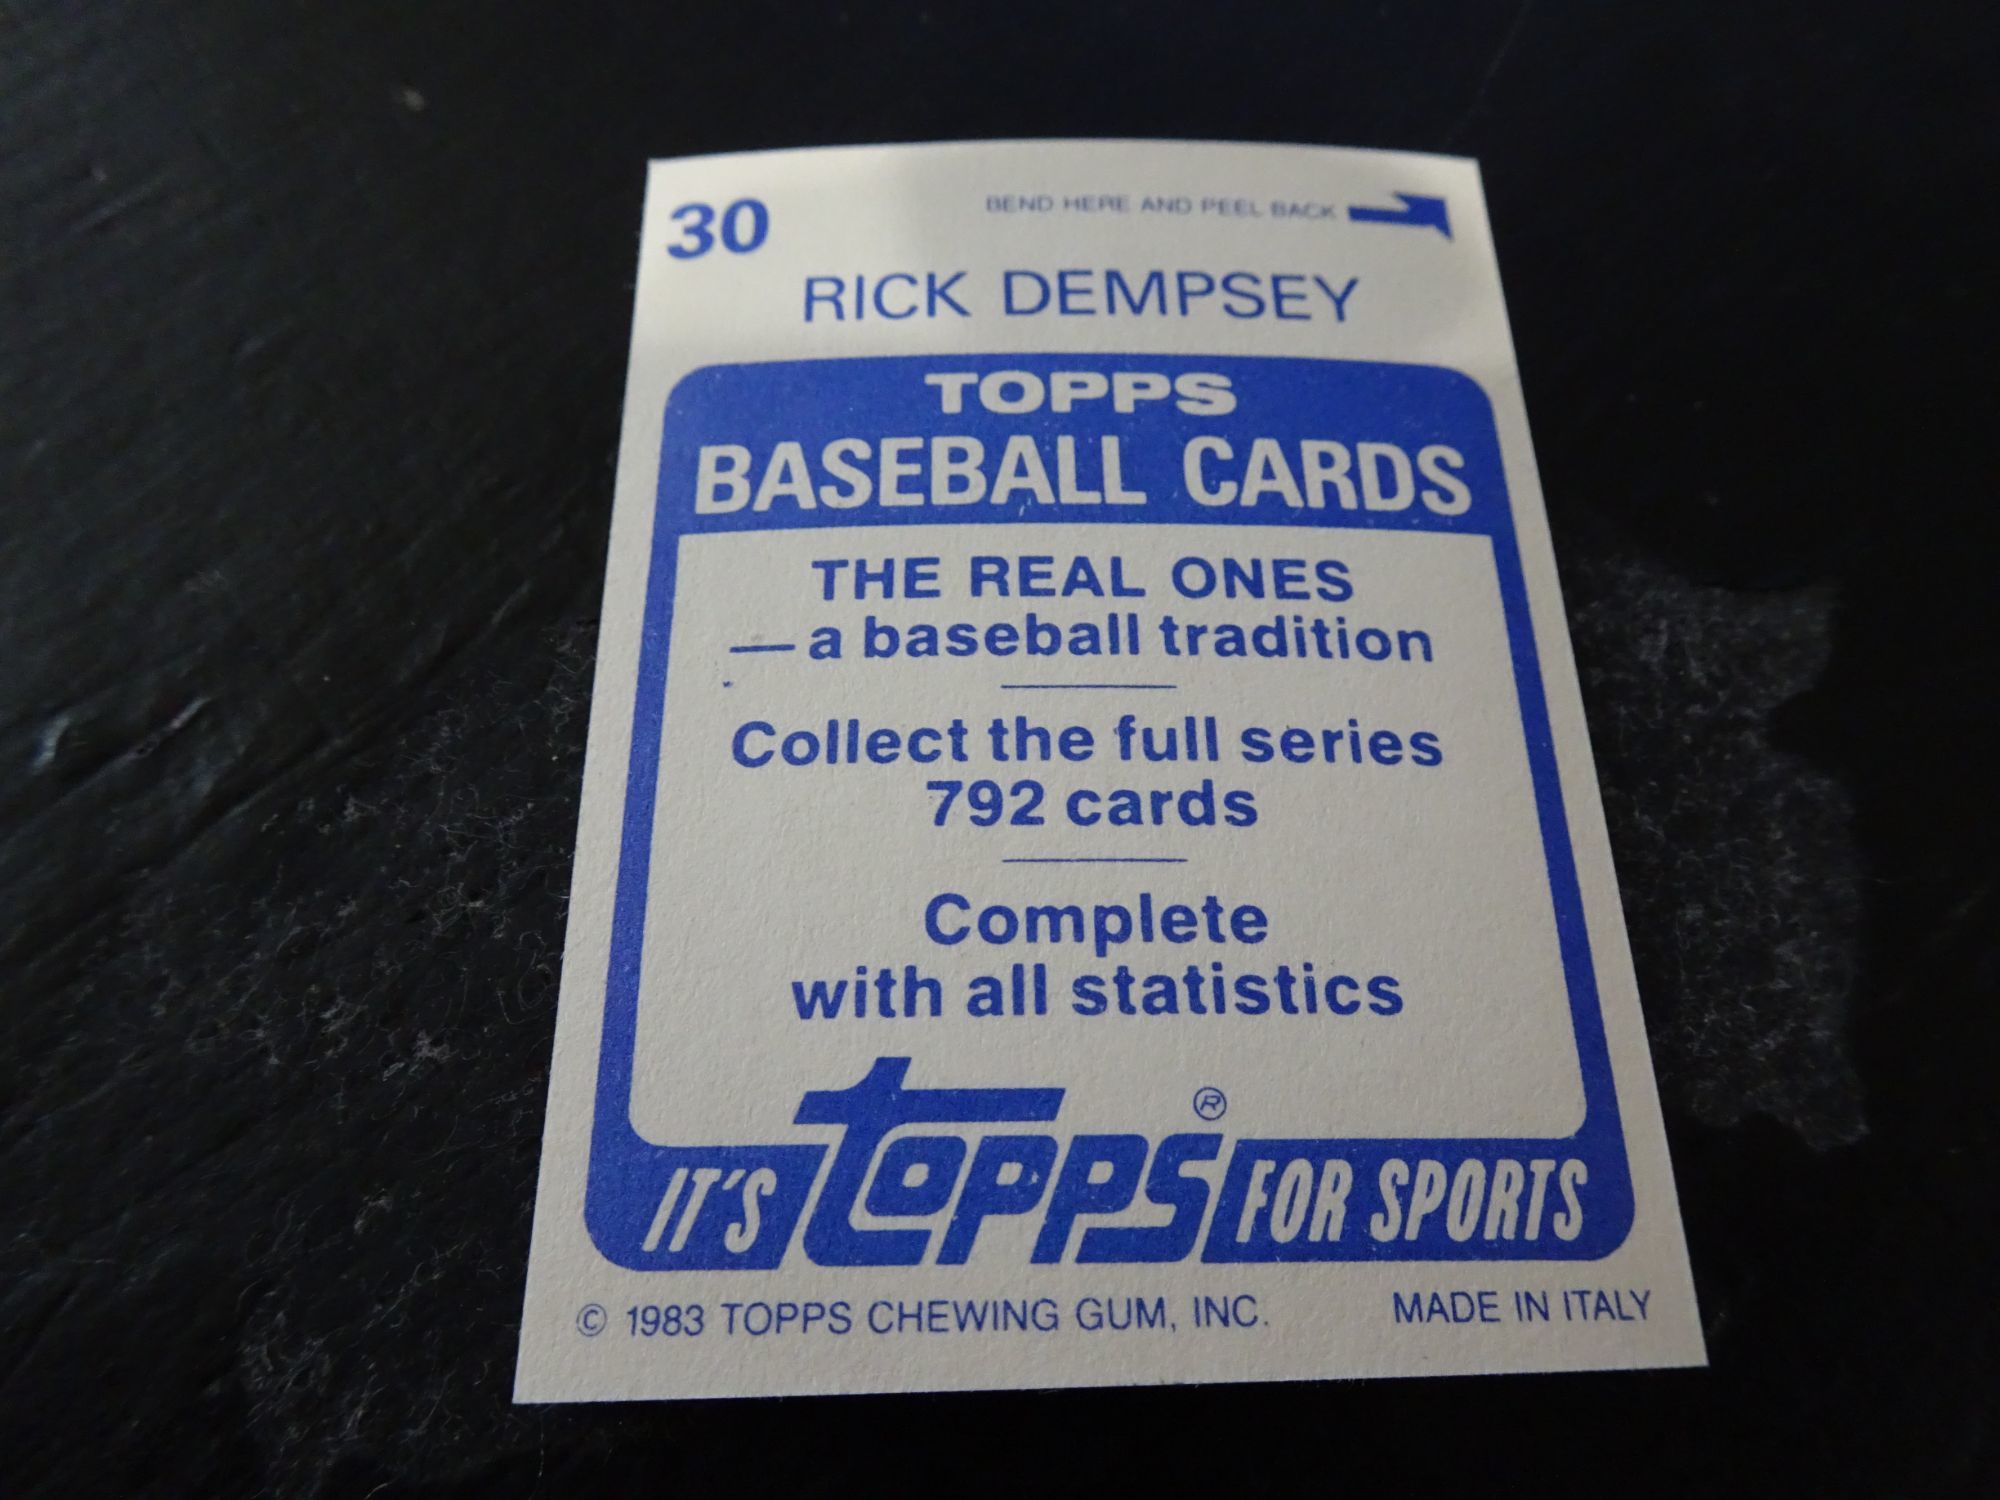 30
BEND HERE AND PEEL BACK
RICK DEMPSEY
TOPPS
BASEBALL CARDS
THE REAL ONES
— a baseball tradition
Collect the full series
792 cards
Complete
with all statistics
IT'S topps® FOR SPORTS
© 1983 TOPPS CHEWING GUM, INC. MADE IN ITALY